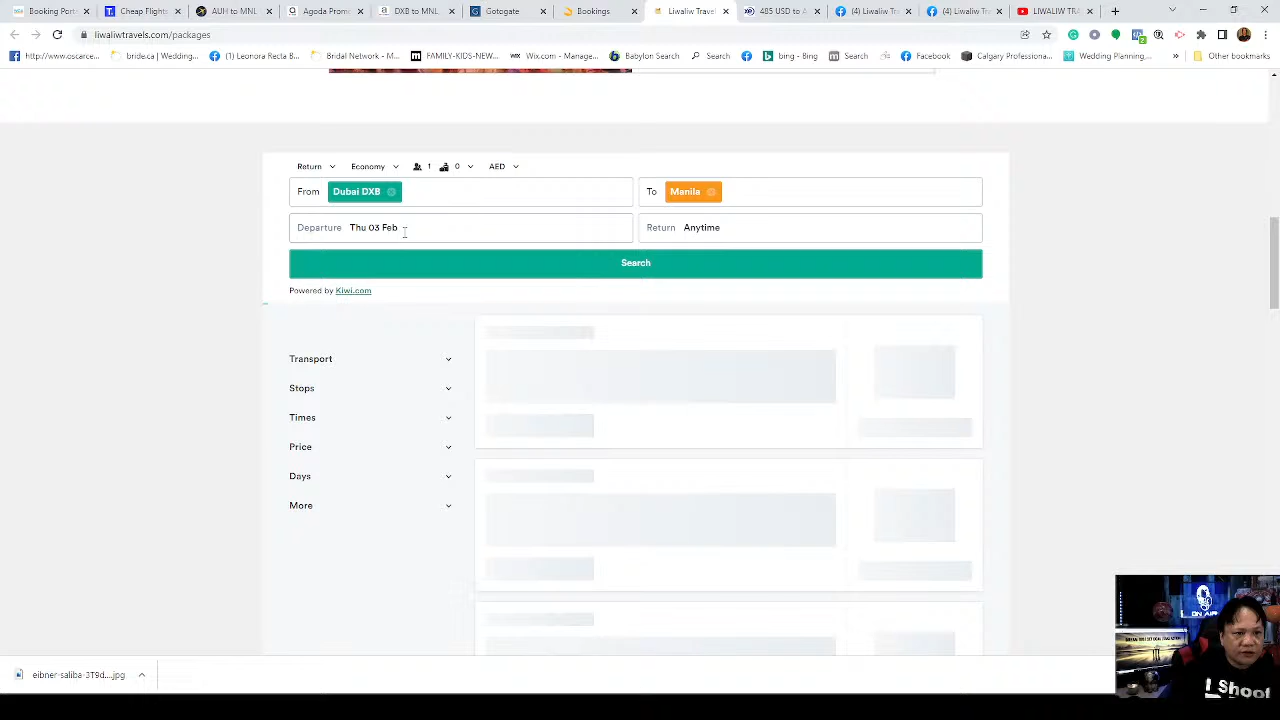 Booking Port
Cheap Flights
AUH to MNL
Agoda Promo
DXB to MNL
Gotogate
Bookings
Liwaliw Travel
485 USD to A
(4) Liwaliw Tr
(4) Liwaliw Tr
LIWALIW TR
liwaliwtravels.com/packages
http://www.oscaree...
bride.ca | Wedding...
(1) Leonora Recta B...
Bridal Network - M...
FAMILY-KIDS-NEW...
Wix.com - Manage...
Babylon Search
Search
bing - Bing
Search
Facebook
Calgary Professiona...
Wedding Planning,...
Other Bookmarks
Return
Economy
1
0
AED
From
Dubai DXB
To
Manila
Departure
Thu 03 Feb
Return
Anytime
Search
Powered by Kiwi.com
Transport
Stops
Times
Price
Days
More
ON AIR
I Shoot
eibner-saliba-3T9d....jpg